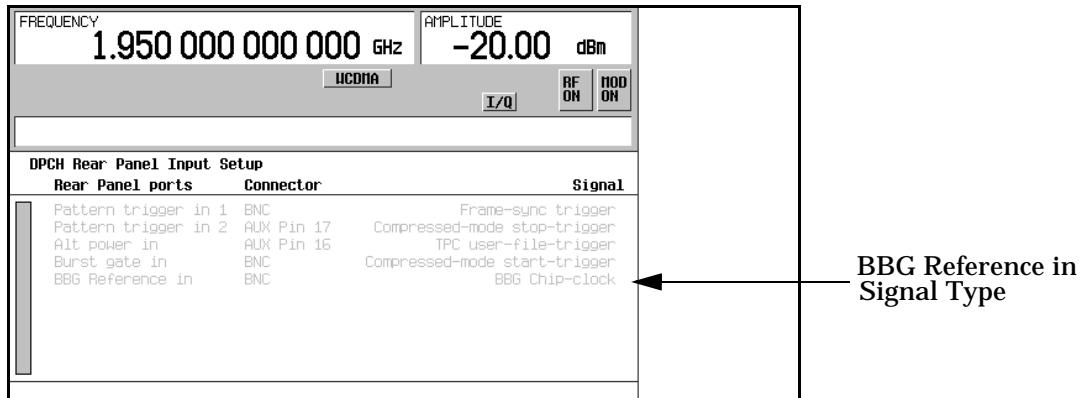 FREQUENCY
1.950 000 000 000 GHz
AMPLITUDE
-20.00 dBm
WCDMA
I/Q
RF ON
MOD ON
DPCH Rear Panel Input Setup
Rear Panel ports Connector Signal
Pattern trigger in 1 BNC Frame-sync trigger
Pattern trigger in 2 AUX Pin 17 Compressed-mode stop-trigger
Alt power in AUX Pin 16 TPC user-file-trigger
Burst gate in BNC Compressed-mode start-trigger
BBG Reference in BNC BBG Chip-clock
BBG Reference in
Signal Type